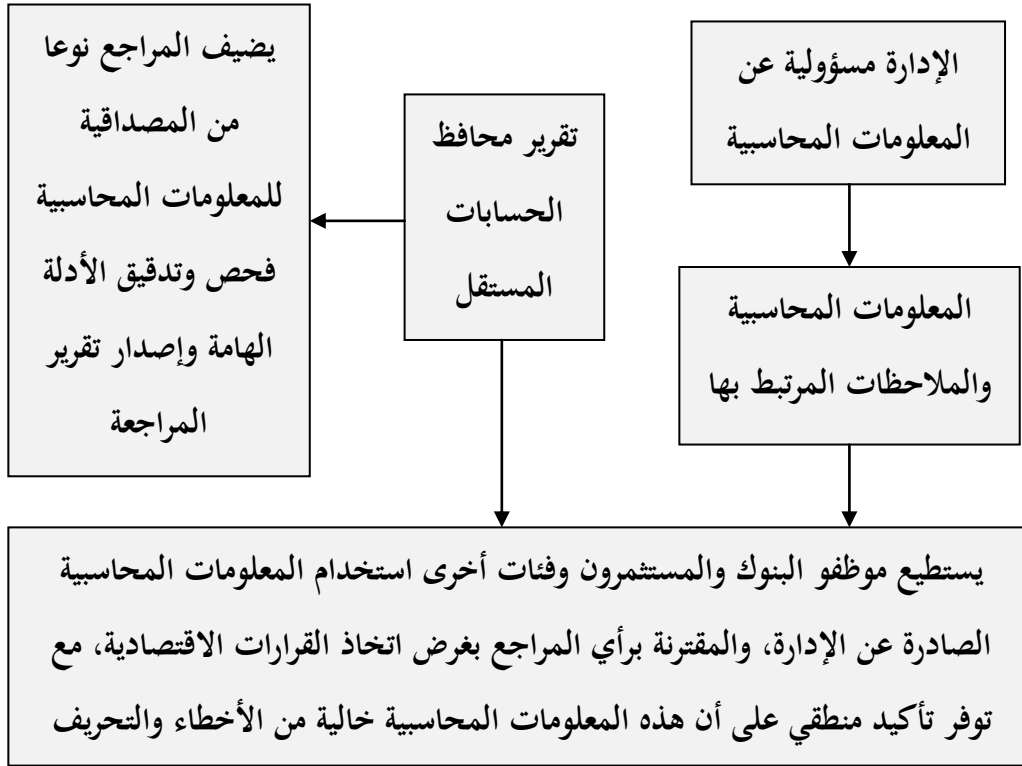 الإدارة مسؤولية عن
المعلومات المحاسبية
المعلومات المحاسبية
والملاحظات المرتبط بها
تقرير محافظ
الحسابات
المستقل
يضيف المراجع نوعا
من المصداقية
للمعلومات المحاسبية
فحص وتدقيق الأدلة
الهامة وإصدار تقرير
المراجعة
يستطيع موظفو البنوك والمستثمرون وفئات أخرى استخدام المعلومات المحاسبية
الصادرة عن الإدارة، والمقترنة برأي المراجع بغرض اتخاذ القرارات الاقتصادية، مع
توفر تأكيد منطقي على أن هذه المعلومات المحاسبية خالية من الأخطاء والتحريف